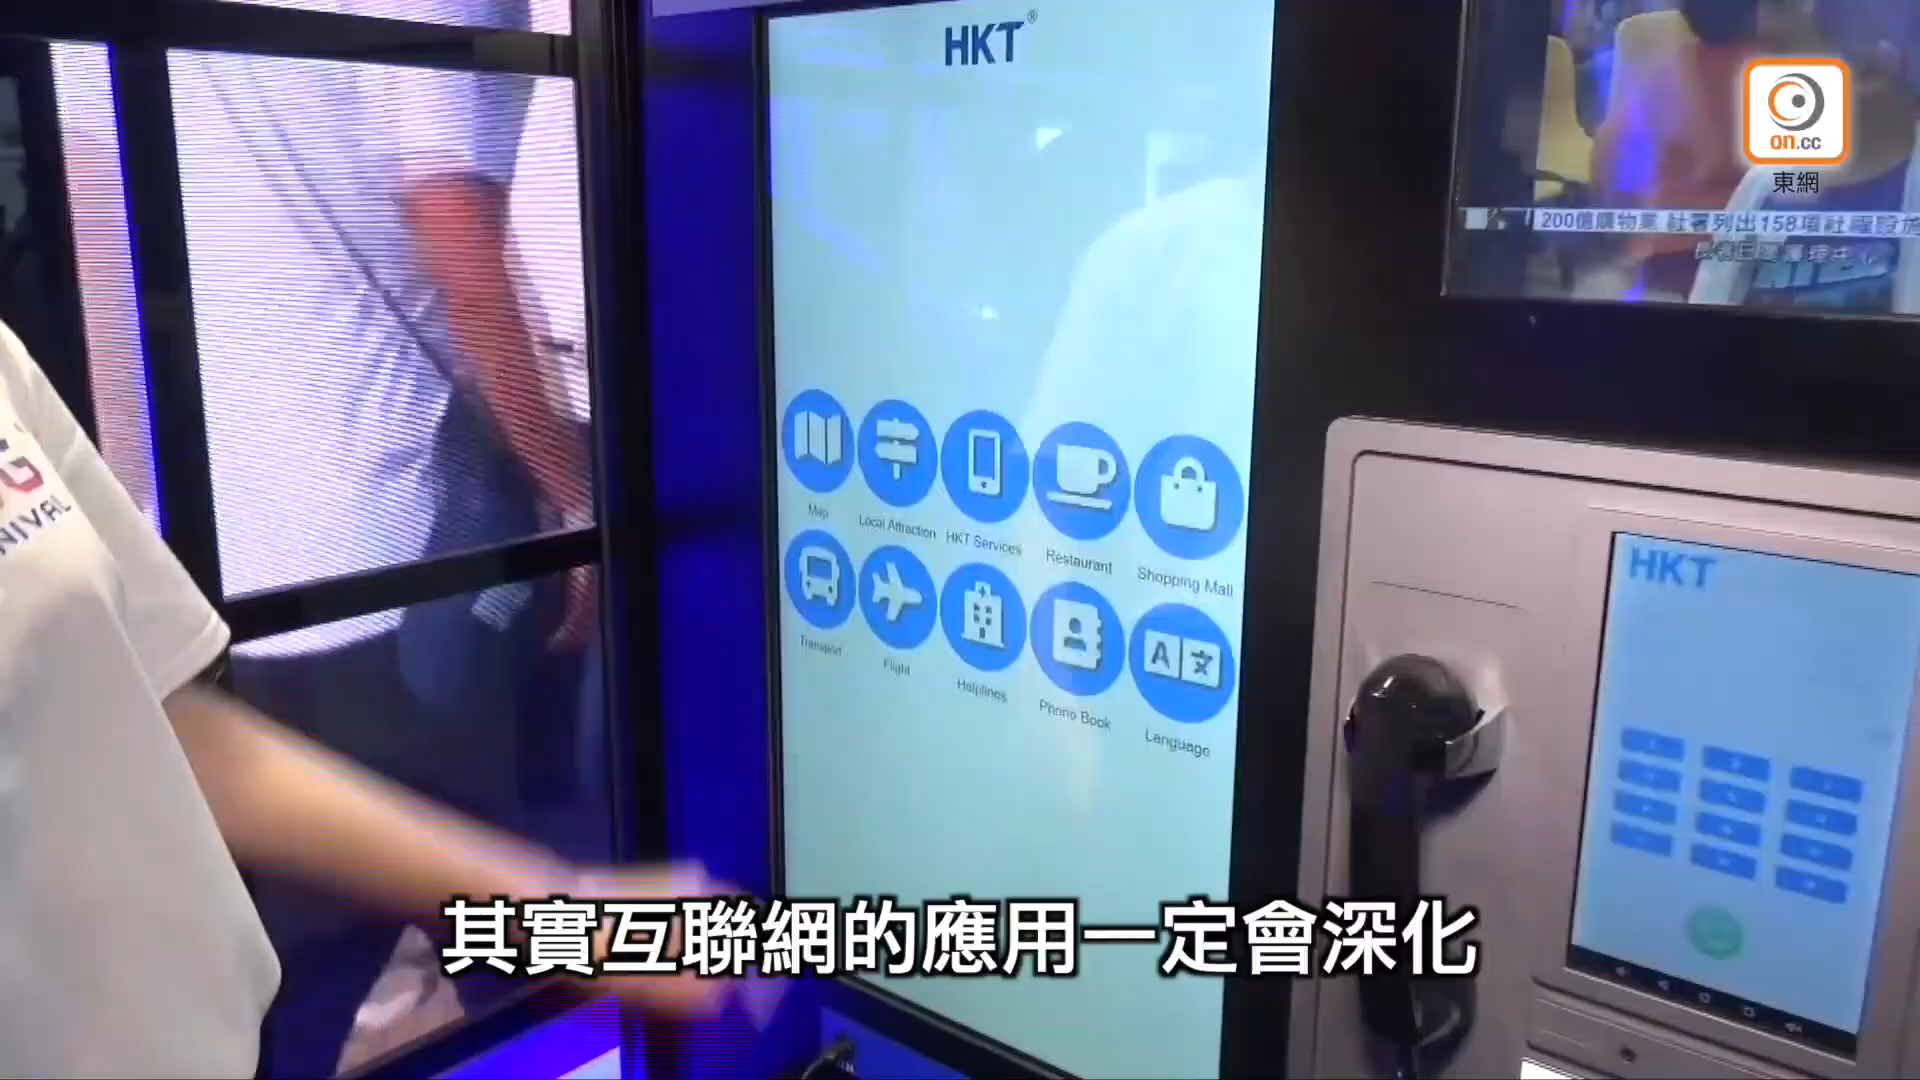 HKT®
on.cc
東網
200億購物業 社署列出158項社福設施
G
NIVAL
Map
Local Attraction
HKT Services
Restaurant
Shopping Mall
Transport
Flight
Helplines
Phone Book
Language
HKT
其實互聯網的應用一定會深化